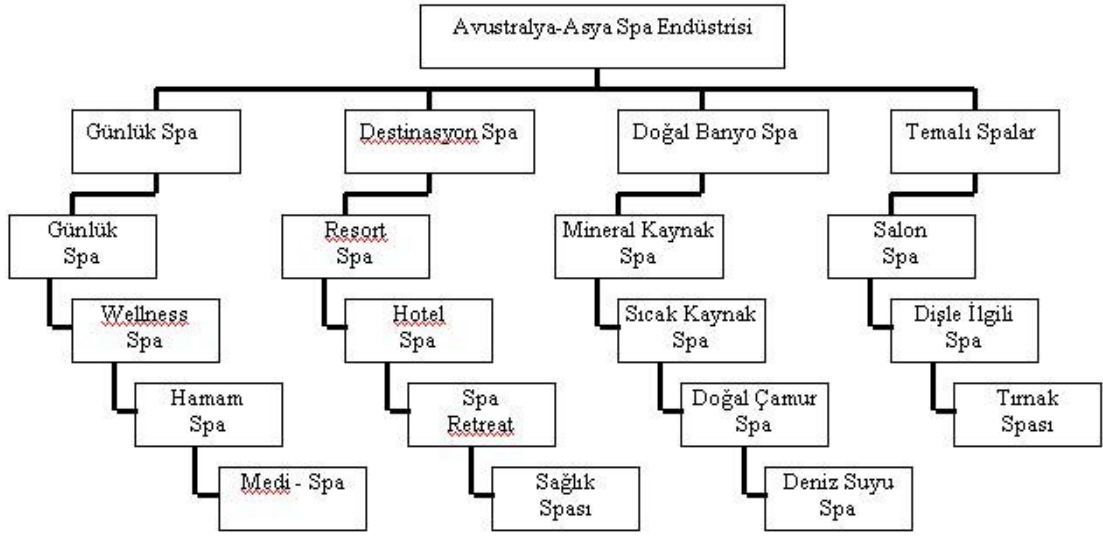 Avustralya-Asya Spa Endüstrisi
Günlük Spa
Destinasyon Spa
Doğal Banyo Spa
Temalı Spalar
Günlük
Spa
Resort
Spa
Mineral Kaynak
Spa
Salon
Spa
Wellness
Spa
Hotel
Spa
Sıcak Kaynak
Spa
Dişle İlgili
Spa
Hamam
Spa
Spa
Retreat
Doğal Çamur
Spa
Tırnak
Spası
Medi - Spa
Sağlık
Spası
Deniz Suyu
Spa